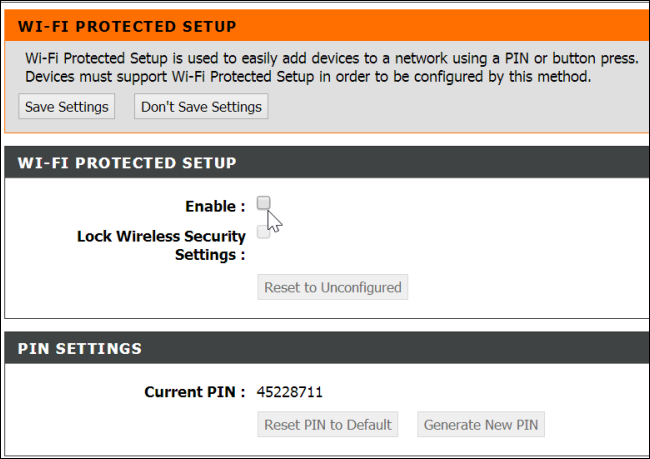 WI-FI PROTECTED SETUP
Wi-Fi Protected Setup is used to easily add devices to a network using a PIN or button press.
Devices must support Wi-Fi Protected Setup in order to be configured by this method.
Save Settings Don't Save Settings
WI-FI PROTECTED SETUP
Enable :
Lock Wireless Security
Settings :
Reset to Unconfigured
PIN SETTINGS
Current PIN : 45228711
Reset PIN to Default Generate New PIN